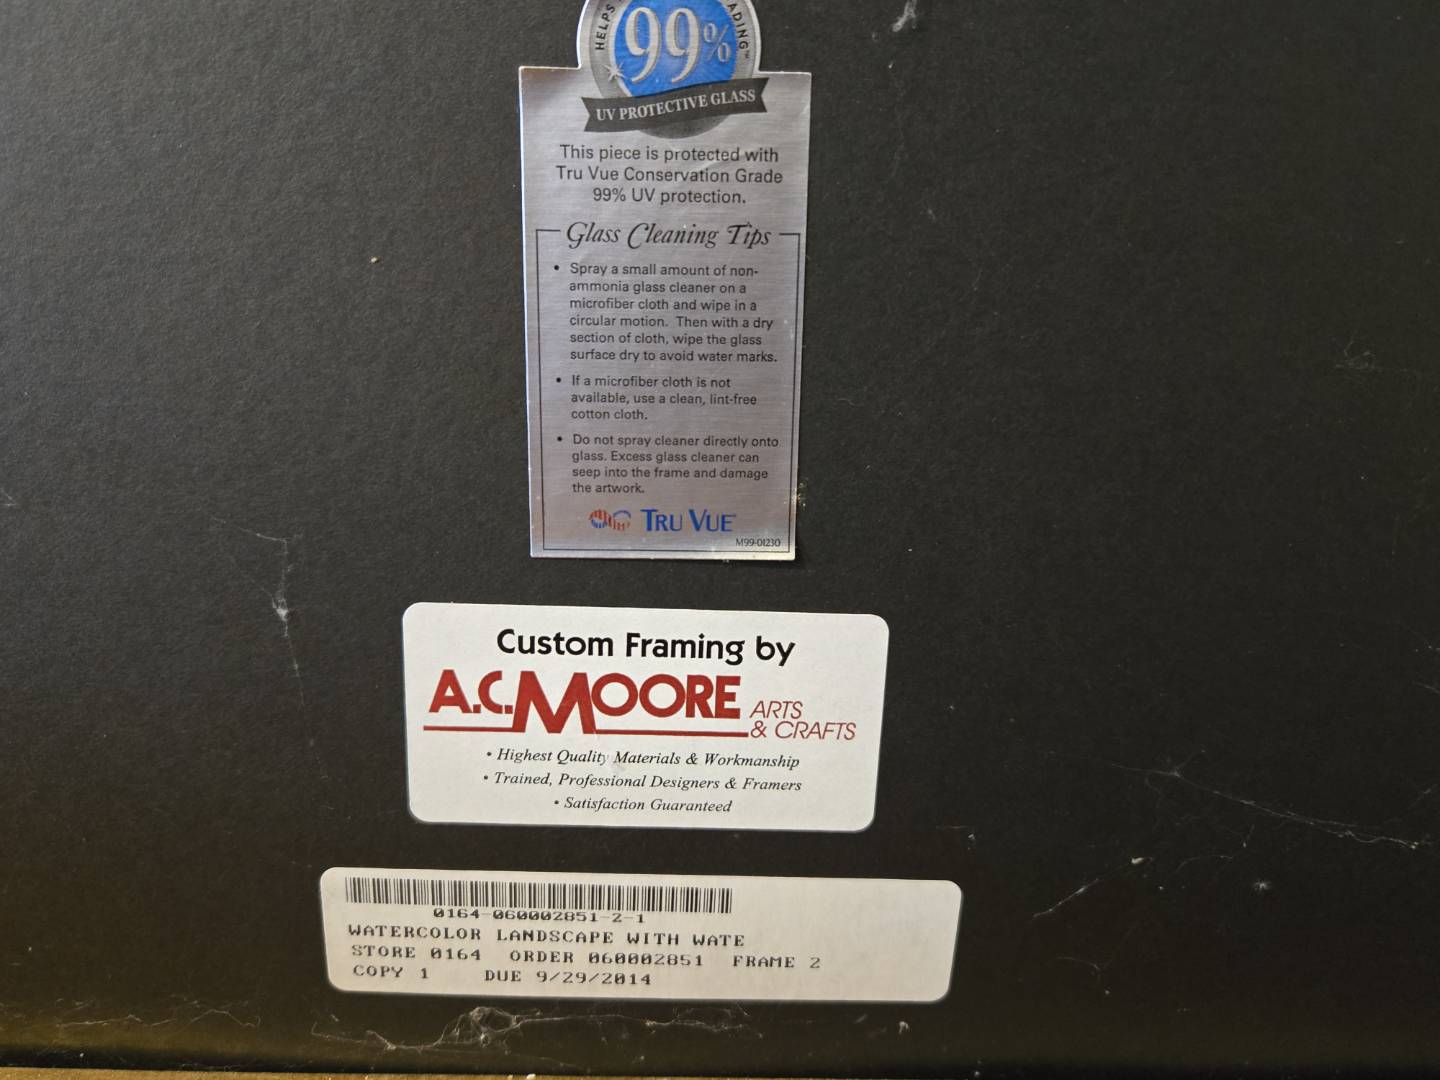 HELPS
ADING™
99%
UV PROTECTIVE GLASS
This piece is protected with
Tru Vue Conservation Grade
99% UV protection.
Glass Cleaning Tips
• Spray a small amount of non-
ammonia glass cleaner on a
microfiber cloth and wipe in a
circular motion. Then with a dry
section of cloth, wipe the glass
surface dry to avoid water marks.
• If a microfiber cloth is not
available, use a clean, lint-free
cotton cloth.
• Do not spray cleaner directly onto
glass. Excess glass cleaner can
seep into the frame and damage
the artwork.
TRU VUE
M99-01230
Custom Framing by
A.C. MOORE ARTS
& CRAFTS
• Highest Quality Materials & Workmanship
• Trained, Professional Designers & Framers
• Satisfaction Guaranteed
0164-060002851-2-1
WATERCOLOR LANDSCAPE WITH WATE
STORE 0164 ORDER 060002851 FRAME 2
COPY 1 DUE 9/29/2014